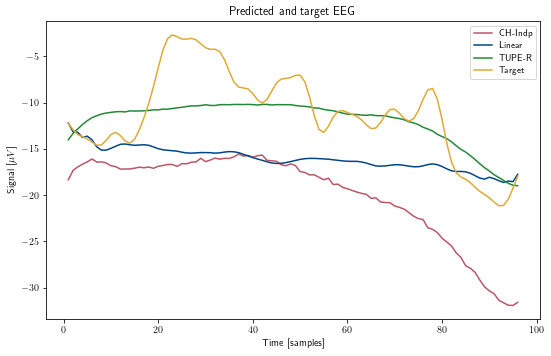 Predicted and target EEG
CH-Indp
Linear
TUPE-R
Target
Signal [μV]
−5
−10
−15
−20
−25
−30
0 20 40 60 80 100
Time [samples]